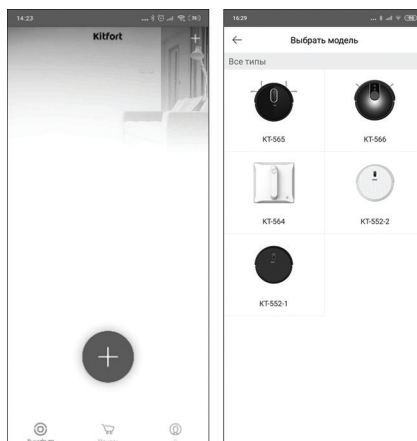 14:23
Kitfort
16:29
Выбрать модель
Все типы
KT-565
KT-566
KT-564
KT-552-2
KT-552-1